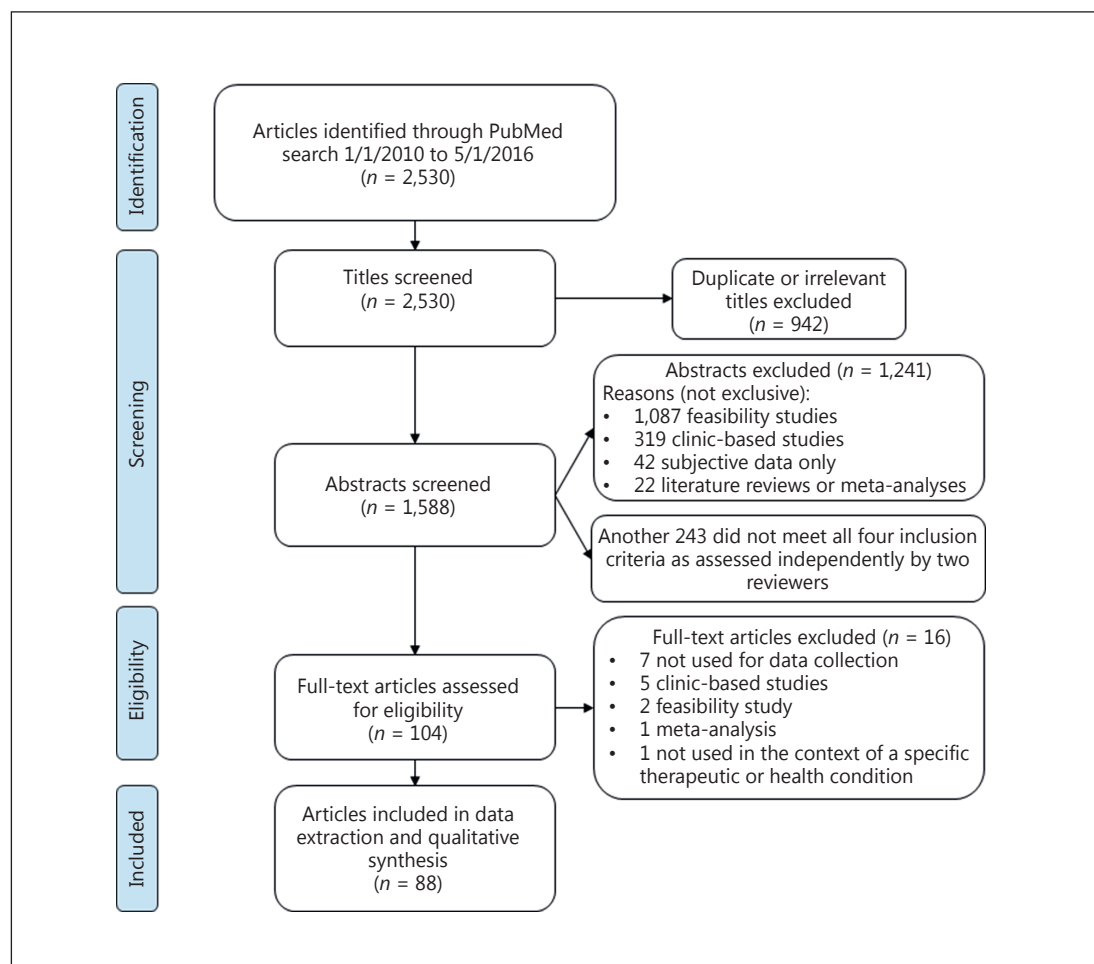 Identification
Articles identified through PubMed
search 1/1/2010 to 5/1/2016
(n = 2,530)
Screening
Titles screened
(n = 2,530)
Duplicate or irrelevant
titles excluded
(n = 942)
Abstracts screened
(n = 1,588)
Abstracts excluded (n = 1,241)
Reasons (not exclusive):
• 1,087 feasibility studies
• 319 clinic-based studies
• 42 subjective data only
• 22 literature reviews or meta-analyses
Another 243 did not meet all four inclusion
criteria as assessed independently by two
reviewers
Eligibility
Full-text articles assessed
for eligibility
(n = 104)
Full-text articles excluded (n = 16)
• 7 not used for data collection
• 5 clinic-based studies
• 2 feasibility study
• 1 meta-analysis
• 1 not used in the context of a specific
therapeutic or health condition
Included
Articles included in data
extraction and qualitative
synthesis
(n = 88)